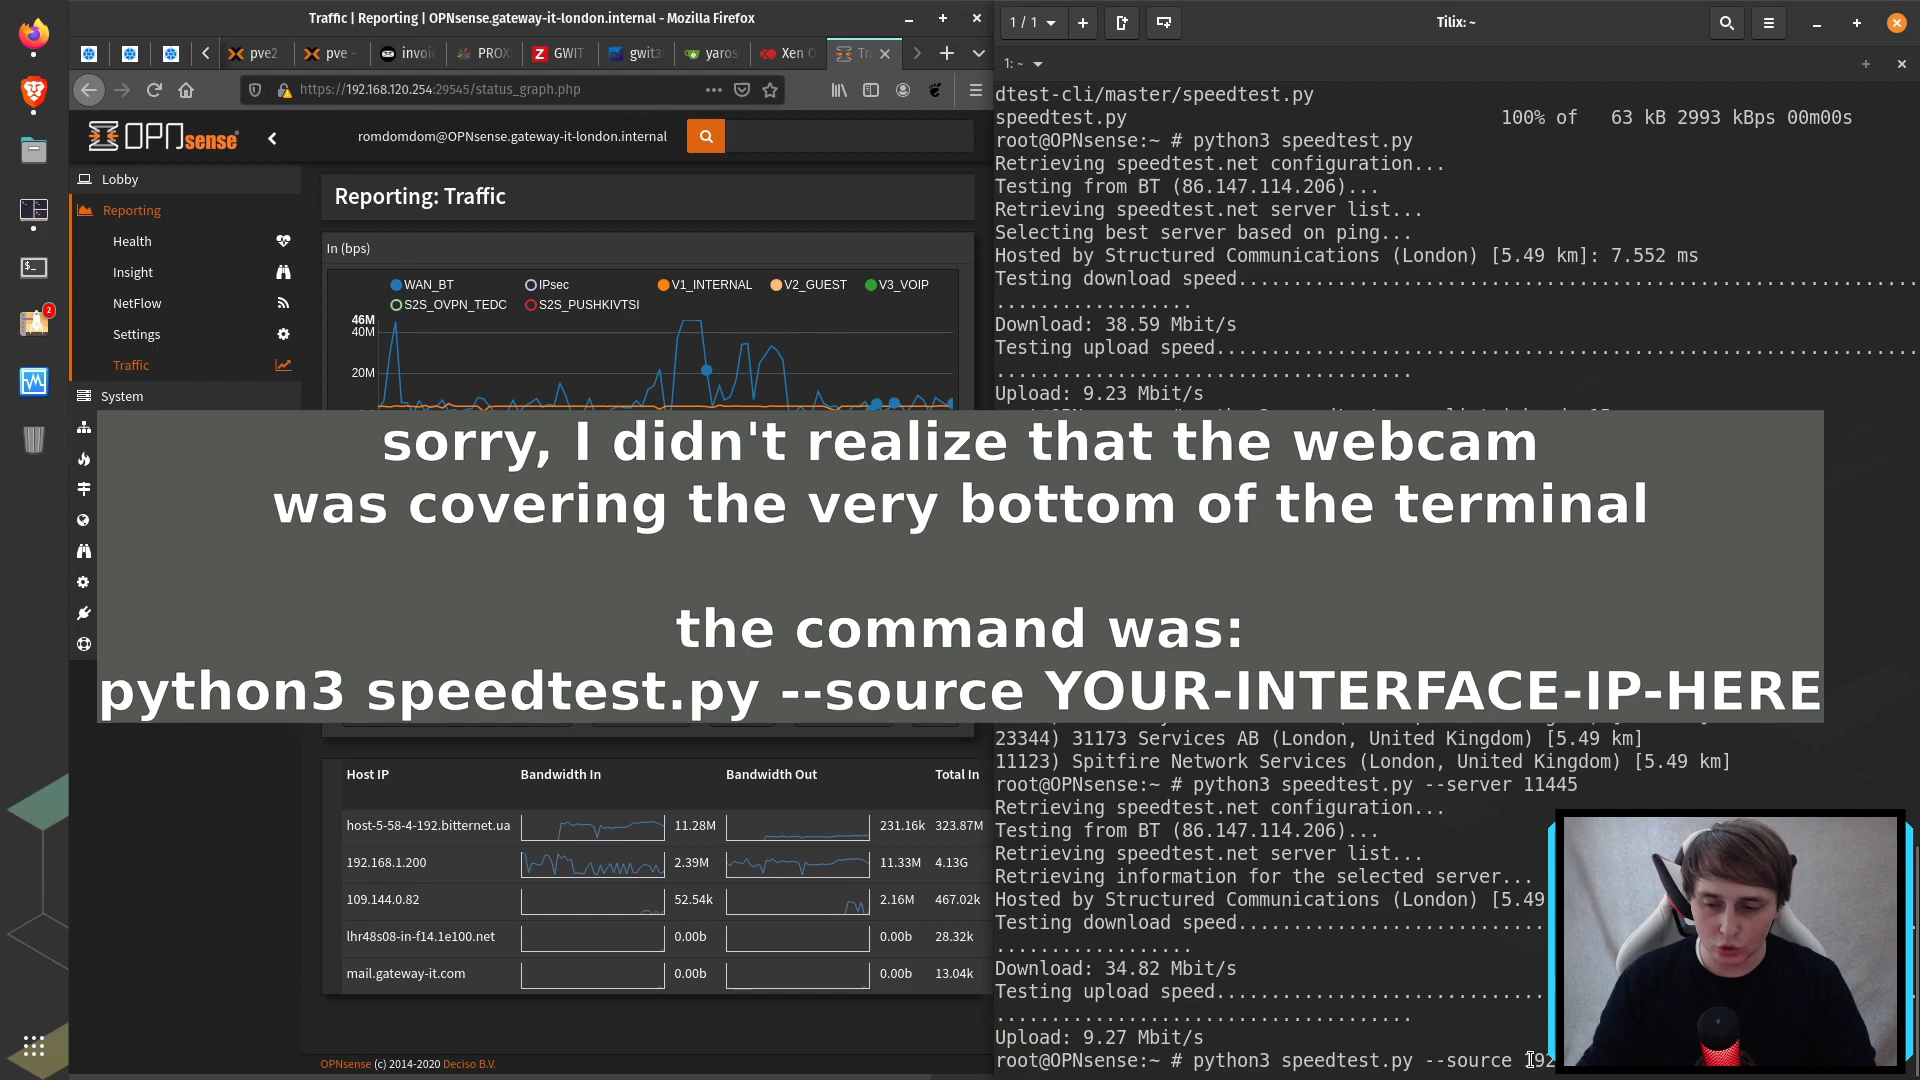 Traffic | Reporting | OPNsense.gateway-it-london.internal - Mozilla Firefox
pve2
pve -
invoi
PROX
GWIT
gwit3
yaros
Xen O
Tra
https://192.168.120.254:29545/status_graph.php
OPNsense
romdomdom@OPNsense.gateway-it-london.internal
Lobby
Reporting
Health
Insight
NetFlow
Settings
Traffic
System
Reporting: Traffic
In (bps)
WAN_BT
IPsec
V1_INTERNAL
V2_GUEST
V3_VOIP
S2S_OVPN_TEDC
S2S_PUSHKIVTSI
46M
40M
20M
Host IP Bandwidth In Bandwidth Out Total In
host-5-58-4-192.bitternet.ua 11.28M 231.16k 323.87M
192.168.1.200 2.39M 11.33M 4.13G
109.144.0.82 52.54k 2.16M 467.02k
lhr48s08-in-f14.1e100.net 0.00b 0.00b 28.32k
mail.gateway-it.com 0.00b 0.00b 13.04k
OPNsense (c) 2014-2020 Deciso B.V.
2
1 / 1
Tilix: ~
1: ~
dtest-cli/master/speedtest.py
speedtest.py 100% of 63 kB 2993 kBps 00m00s
root@OPNsense:~ # python3 speedtest.py
Retrieving speedtest.net configuration...
Testing from BT (86.147.114.206)...
Retrieving speedtest.net server list...
Selecting best server based on ping...
Hosted by Structured Communications (London) [5.49 km]: 7.552 ms
Testing download speed..............................................................
..................
Download: 38.59 Mbit/s
Testing upload speed................................................................
......................................
Upload: 9.23 Mbit/s
sorry, I didn't realize that the webcam
was covering the very bottom of the terminal
the command was:
python3 speedtest.py --source YOUR-INTERFACE-IP-HERE
23344) 31173 Services AB (London, United Kingdom) [5.49 km]
11123) Spitfire Network Services (London, United Kingdom) [5.49 km]
root@OPNsense:~ # python3 speedtest.py --server 11445
Retrieving speedtest.net configuration...
Testing from BT (86.147.114.206)...
Retrieving speedtest.net server list...
Retrieving information for the selected server...
Hosted by Structured Communications (London) [5.49
Testing download speed............................
..................
Download: 34.82 Mbit/s
Testing upload speed..............................
......................................
Upload: 9.27 Mbit/s
root@OPNsense:~ # python3 speedtest.py --source 192